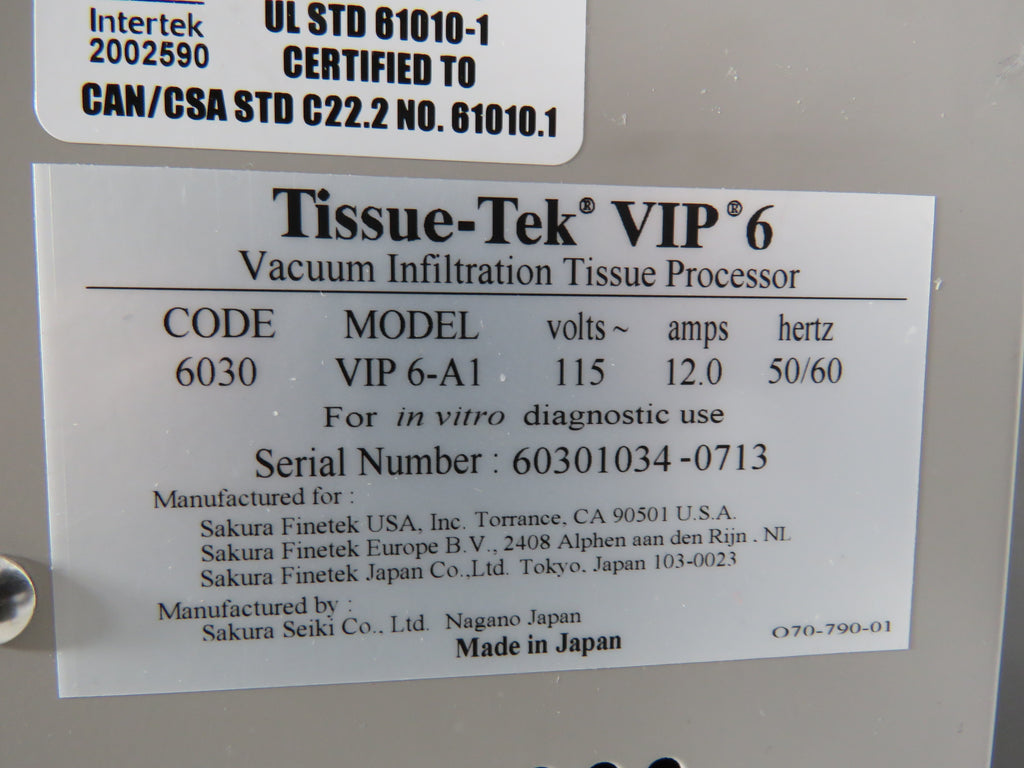 Intertek
2002590
UL STD 61010-1
CERTIFIED TO
CAN/CSA STD C22.2 NO. 61010.1
Tissue-Tek® VIP®6
Vacuum Infiltration Tissue Processor
CODE MODEL volts~ amps hertz
6030 VIP 6-A1 115 12.0 50/60
For in vitro diagnostic use
Serial Number : 60301034-0713
Manufactured for :
Sakura Finetek USA, Inc. Torrance, CA 90501 U.S.A.
Sakura Finetek Europe B.V., 2408 Alphen aan den Rijn . NL
Sakura Finetek Japan Co.,Ltd. Tokyo. Japan 103-0023
Manufactured by :
Sakura Seiki Co., Ltd. Nagano Japan
Made in Japan
O70-790-01